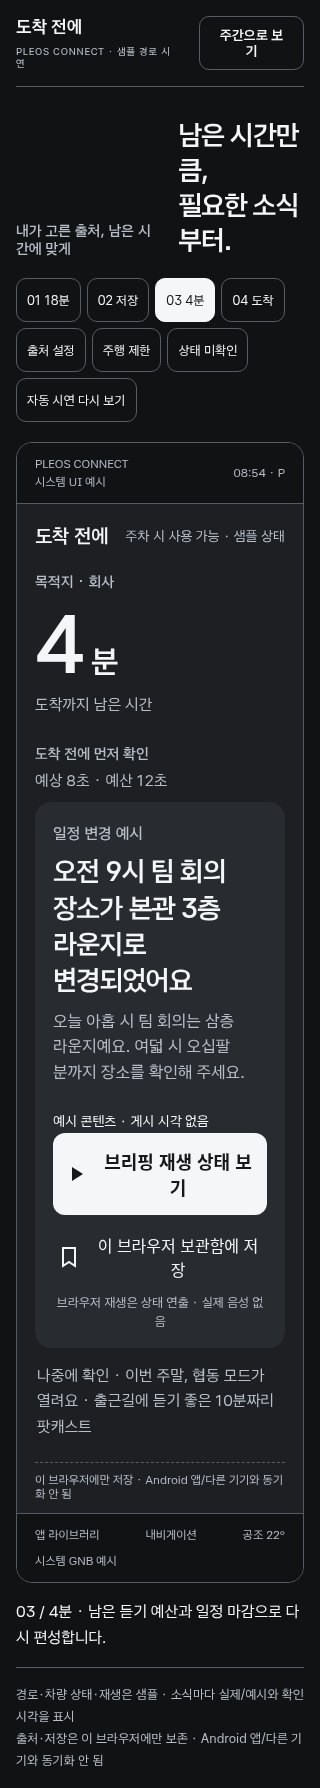 도착 전에
PLEOS CONNECT · 샘플 경로 시
연
주간으로 보
기
남은 시간만
큼,
필요한 소식
부터.
내가 고른 출처, 남은 시
간에 맞게
01 18분
02 저장
03 4분
04 도착
출처 설정
주행 제한
상태 미확인
자동 시연 다시 보기
PLEOS CONNECT
시스템 UI 예시
08:54 · P
도착 전에
주차 시 사용 가능 · 샘플 상태
목적지 · 회사
4 분
도착까지 남은 시간
도착 전에 먼저 확인
예상 8초 · 예산 12초
일정 변경 예시
오전 9시 팀 회의
장소가 본관 3층
라운지로
변경되었어요
오늘 아홉 시 팀 회의는 삼층
라운지예요. 여덟 시 오십팔
분까지 장소를 확인해 주세요.
예시 콘텐츠 · 게시 시각 없음
브리핑 재생 상태 보
기
이 브라우저 보관함에 저
장
브라우저 재생은 상태 연출 · 실제 음성 없
음
나중에 확인 · 이번 주말, 협동 모드가
열려요 · 출근길에 듣기 좋은 10분짜리
팟캐스트
이 브라우저에만 저장 · Android 앱/다른 기기와 동기
화 안 됨
앱 라이브러리
내비게이션
공조 22°
시스템 GNB 예시
03 / 4분 · 남은 듣기 예산과 일정 마감으로 다
시 편성합니다.
경로·차량 상태·재생은 샘플 · 소식마다 실제/예시와 확인
시각을 표시
출처·저장은 이 브라우저에만 보존 · Android 앱/다른 기
기와 동기화 안 됨